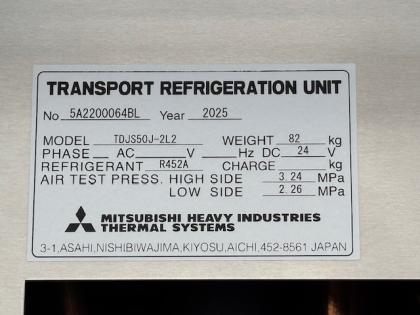 TRANSPORT REFRIGERATION UNIT
No 5A2200064BL Year 2025
MODEL TDJS50J-2L2 WEIGHT 82 kg
PHASE AC V Hz DC 24 V
REFRIGERANT R452A CHARGE kg
AIR TEST PRESS. HIGH SIDE 3.24 MPa
LOW SIDE 2.26 MPa
MITSUBISHI HEAVY INDUSTRIES
THERMAL SYSTEMS
3-1,ASAHI,NISHIBIWAJIMA,KIYOSU,AICHI,452-8561 JAPAN